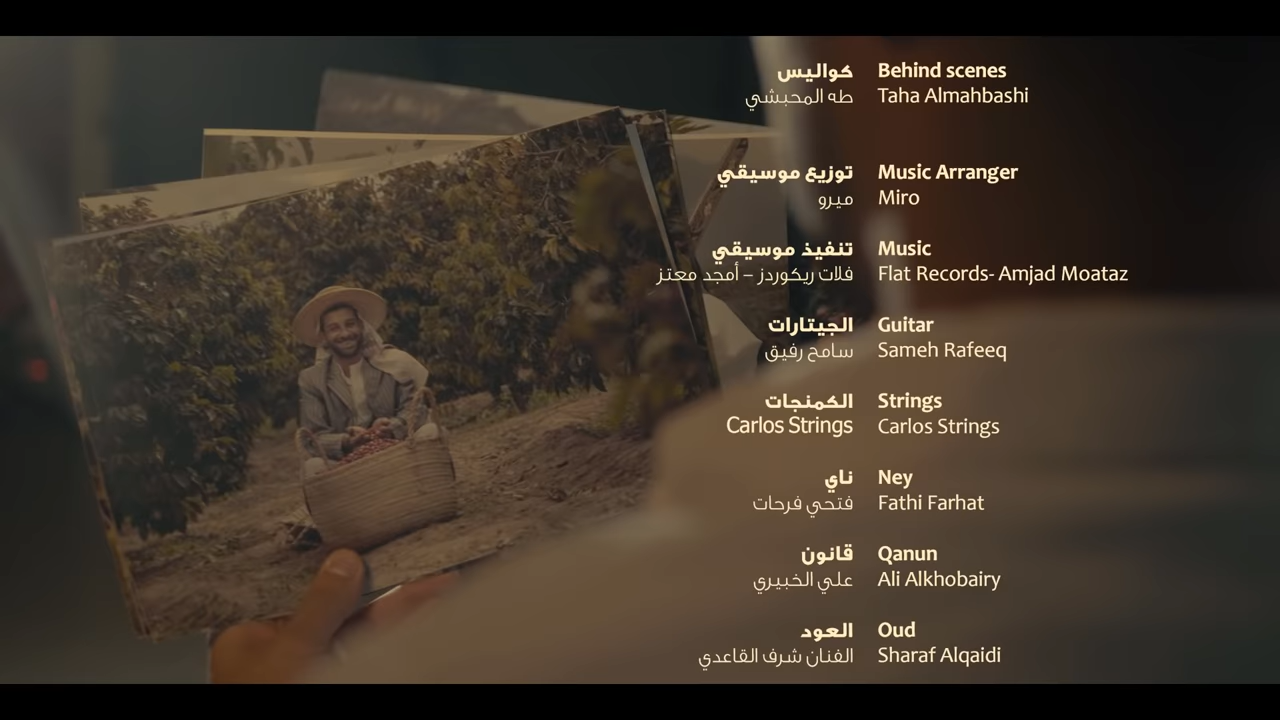 كواليس Behind scenes
طه المحبشي Taha Almahbashi
توزيع موسيقي Music Arranger
ميرو Miro
تنفيذ موسيقي Music
فلات ريكوردز – أمجد معتز Flat Records- Amjad Moataz
الجيتارات Guitar
سامح رفيق Sameh Rafeeq
الكمنجات Strings
Carlos Strings Carlos Strings
ناي Ney
فتحي فرحات Fathi Farhat
قانون Qanun
علي الخبيري Ali Alkhobairy
العود Oud
الفنان شرف القاعدي Sharaf Alqaidi